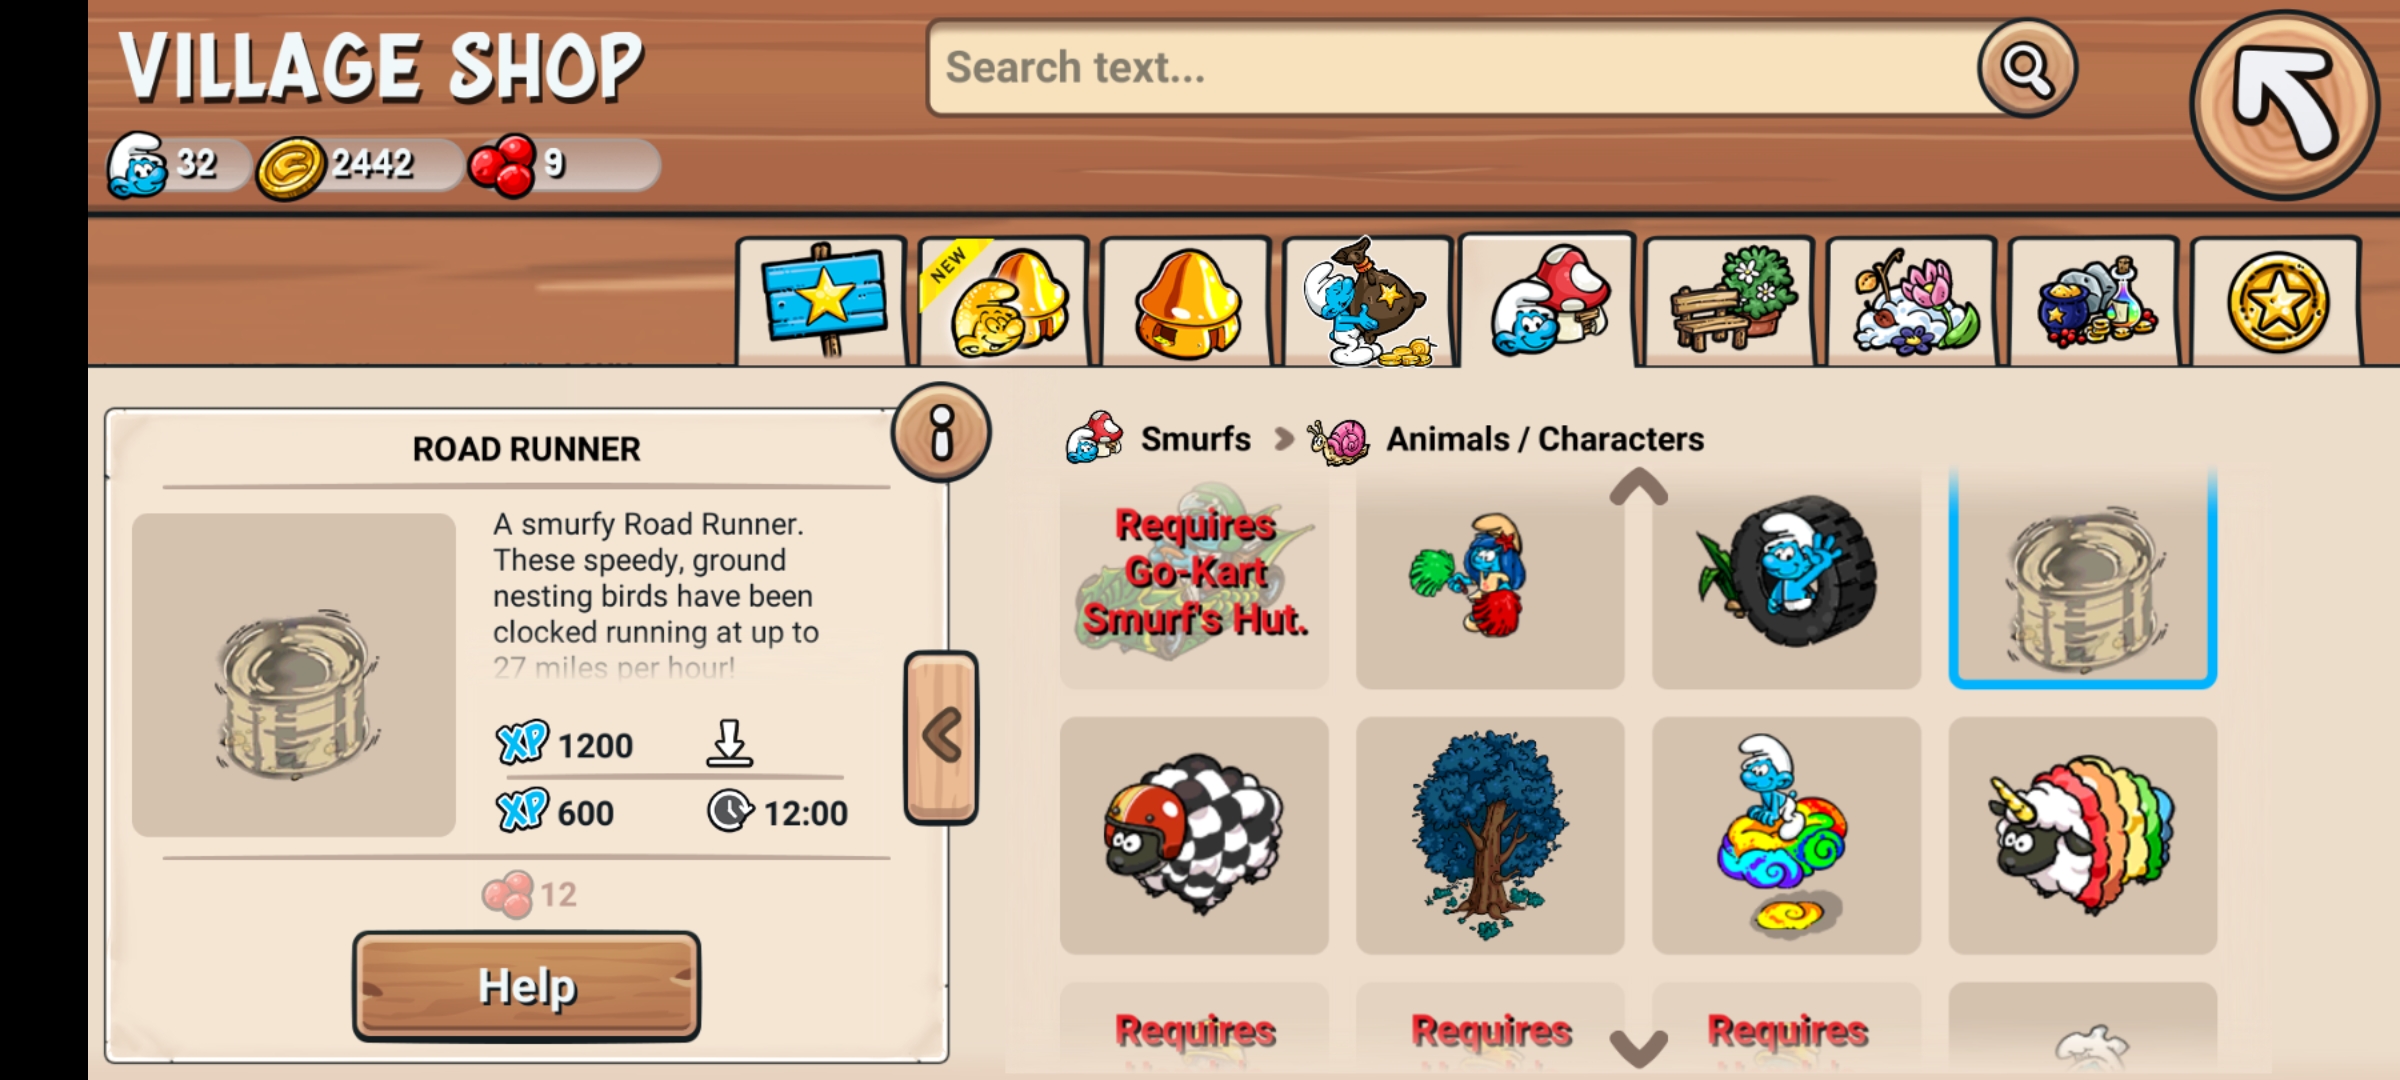 VILLAGE SHOP
Search text...
32
2442
9
NEW
ROAD RUNNER
A smurfy Road Runner.
These speedy, ground
nesting birds have been
clocked running at up to
27 miles per hour!
XP 1200
XP 600
12:00
12
Help
Smurfs
Animals / Characters
Requires
Go-Kart
Smurf's Hut.
Requires
Requires
Requires